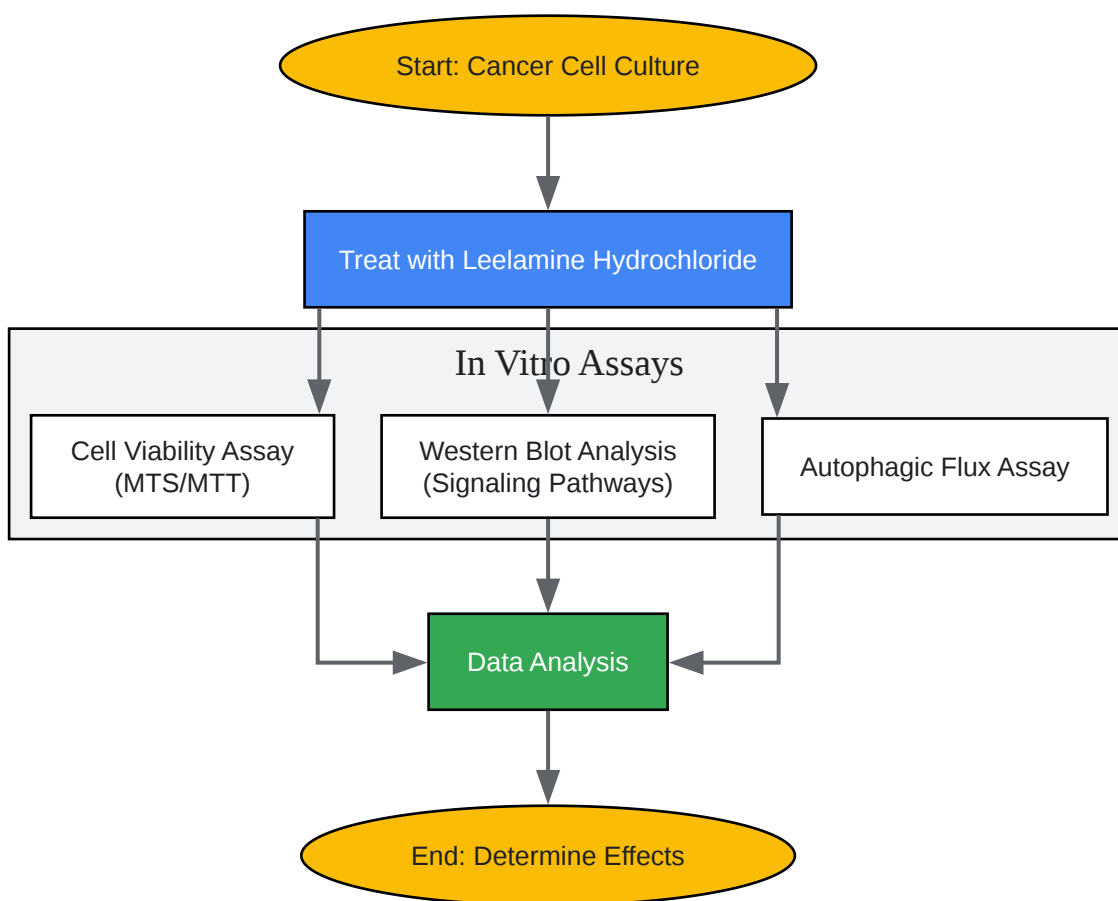 Start: Cancer Cell Culture
Treat with Leelamine Hydrochloride
In Vitro Assays
Cell Viability Assay
(MTS/MTT)
Western Blot Analysis
(Signaling Pathways)
Autophagic Flux Assay
Data Analysis
End: Determine Effects